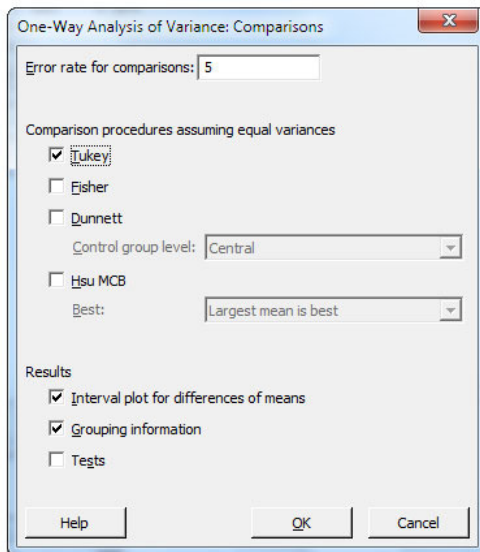 One-Way Analysis of Variance: Comparisons
Error rate for comparisons: 5
Comparison procedures assuming equal variances
Tukey
Fisher
Dunnett
Control group level: Central
Hsu MCB
Best: Largest mean is best
Results
Interval plot for differences of means
Grouping information
Tests
Help OK Cancel